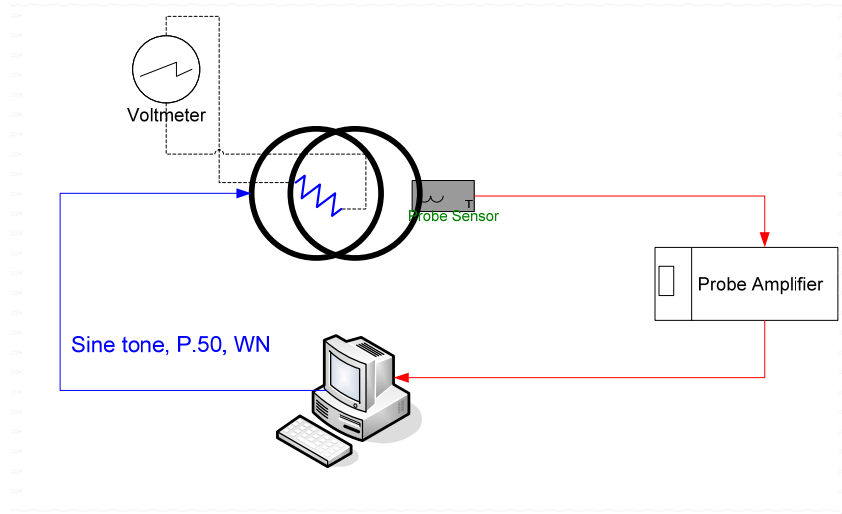 Voltmeter
T
Probe Sensor
Probe Amplifier
Sine tone, P.50, WN